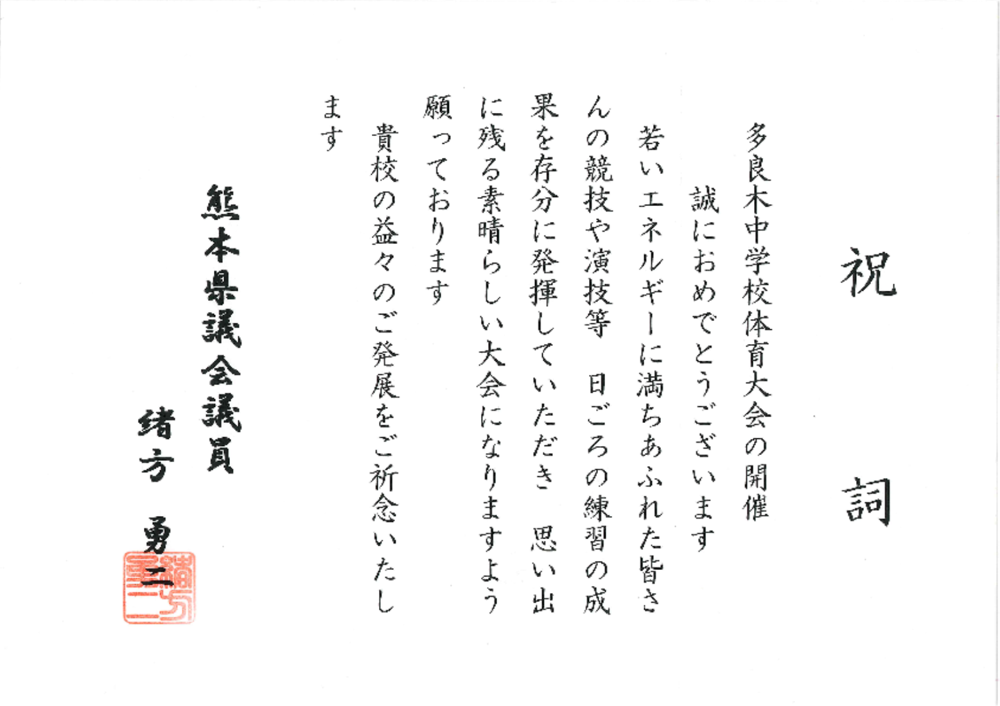 祝詞
多良木中学校体育大会の開催
誠におめでとうございます
若いエネルギーに満ちあふれた皆さ
んの競技や演技等　日ごろの練習の成
果を存分に発揮していただき　思い出
に残る素晴らしい大会になりますよう
願っております
貴校の益々のご発展をご祈念いたし
ます
熊本県議会議員
緒方　勇二
緒方
勇二